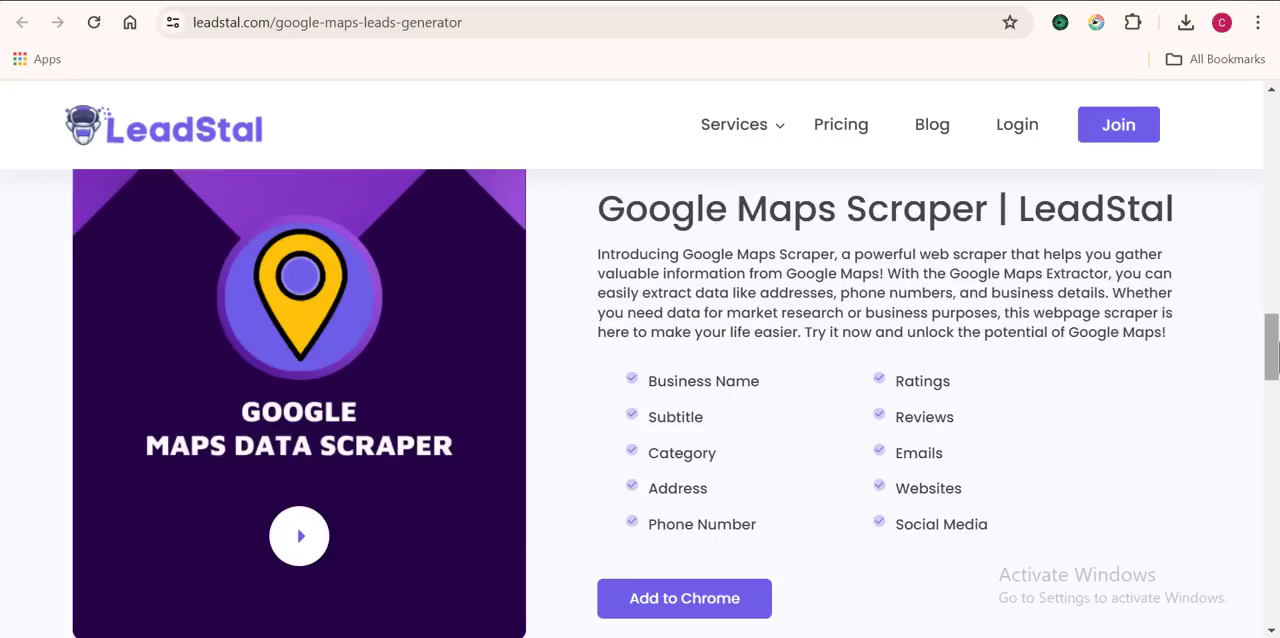 leadstal.com/google-maps-leads-generator
C
Apps
All Bookmarks
LeadStal
Services
Pricing
Blog
Login
Join
GOOGLE
MAPS DATA SCRAPER
Google Maps Scraper | LeadStal
Introducing Google Maps Scraper, a powerful web scraper that helps you gather
valuable information from Google Maps! With the Google Maps Extractor, you can
easily extract data like addresses, phone numbers, and business details. Whether
you need data for market research or business purposes, this webpage scraper is
here to make your life easier. Try it now and unlock the potential of Google Maps!
Business Name
Subtitle
Category
Address
Phone Number
Ratings
Reviews
Emails
Websites
Social Media
Add to Chrome
Activate Windows
Go to Settings to activate Windows.